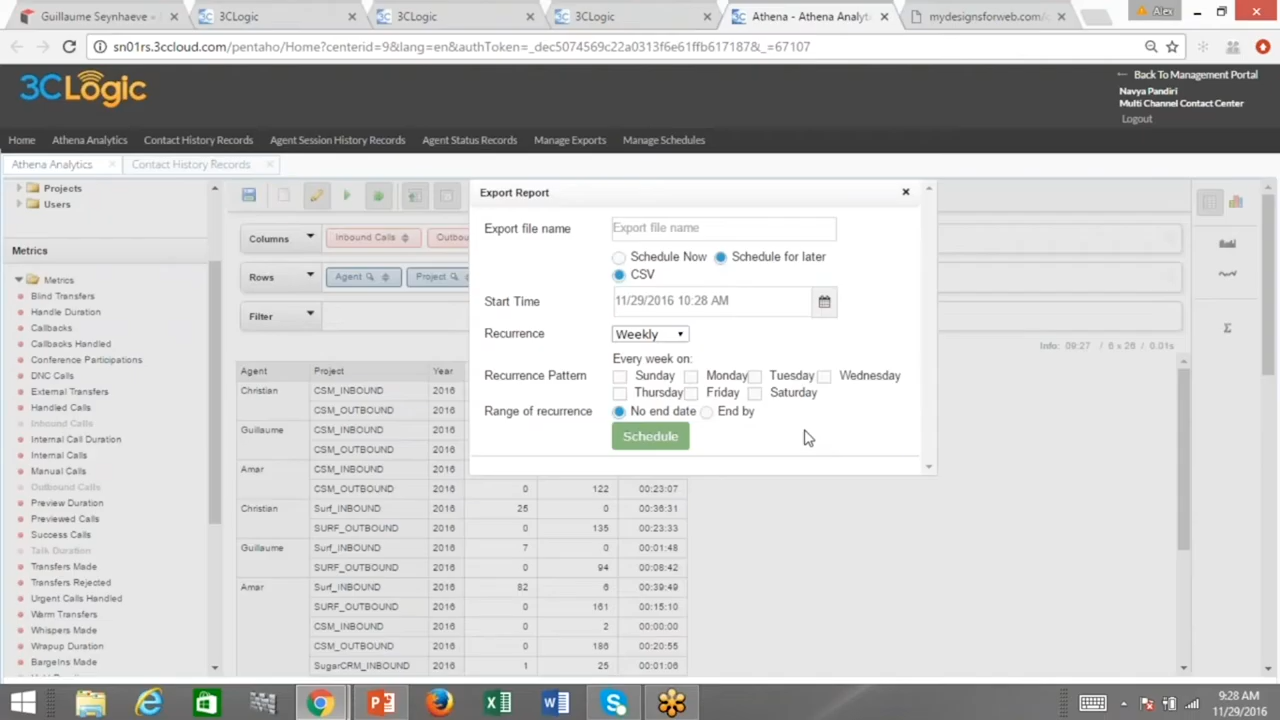 Guillaume Seynhaeve
3CLogic
3CLogic
3CLogic
Athena - Athena Analyt
mydesignsforweb.com/
Alex
sn01rs.3ccloud.com/pentaho/Home?centerid=9&lang=en&authToken=_dec5074569c22a0313f6e61ffb617187&_=67107
3CLogic
← Back To Management Portal
Navya Pandiri
Multi Channel Contact Center
Logout
Home Athena Analytics Contact History Records Agent Session History Records Agent Status Records Manage Exports Manage Schedules
Athena Analytics × Contact History Records ×
Projects
Users
Metrics
Metrics
Blind Transfers
Handle Duration
Callbacks
Callbacks Handled
Conference Participations
DNC Calls
External Transfers
Handled Calls
Inbound Calls
Internal Call Duration
Internal Calls
Manual Calls
Outbound Calls
Preview Duration
Previewed Calls
Success Calls
Talk Duration
Transfers Made
Transfers Rejected
Urgent Calls Handled
Warm Transfers
Whispers Made
Wrapup Duration
BargeIns Made
Columns Inbound Calls Outbou
Rows Agent Project
Filter
Info: 09:27 / 6 x 26 / 0.01s
Export Report
Export file name Export file name
Schedule Now Schedule for later
CSV
Start Time 11/29/2016 10:28 AM
Recurrence Weekly
Every week on:
Recurrence Pattern Sunday Monday Tuesday Wednesday
Thursday Friday Saturday
Range of recurrence No end date End by
Schedule
Agent Project Year
Christian CSM_INBOUND 2016
CSM_OUTBOUND 2016
Guillaume CSM_INBOUND 2016
CSM_OUTBOUND 2016
Amar CSM_INBOUND 2016
CSM_OUTBOUND 2016 0 122 00:23:07
Christian Surf_INBOUND 2016 25 0 00:36:31
SURF_OUTBOUND 2016 0 135 00:23:33
Guillaume Surf_INBOUND 2016 7 0 00:01:48
SURF_OUTBOUND 2016 0 94 00:08:42
Amar Surf_INBOUND 2016 82 6 00:39:49
SURF_OUTBOUND 2016 0 161 00:15:10
CSM_INBOUND 2016 0 2 00:00:00
CSM_OUTBOUND 2016 0 186 00:20:55
SugarCRM_INBOUND 2016 1 25 00:01:06
9:28 AM
11/29/2016